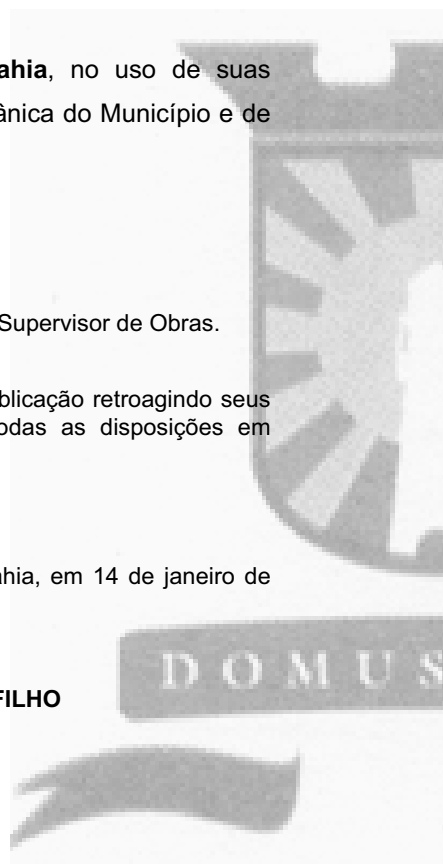 ahia, no uso de suas
ânica do Município e de
Supervisor de Obras.
blicação retroagindo seus
odas as disposições em
ahia, em 14 de janeiro de
FILHO
DOMUS